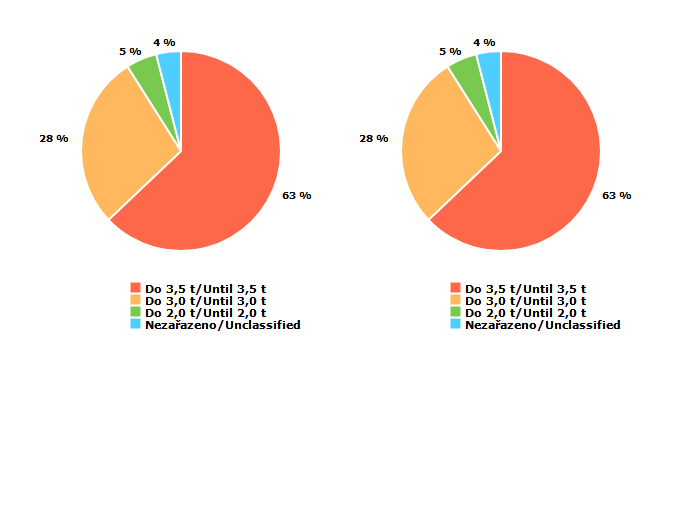 4 %
5 %
28 %
63 %
Do 3,5 t/Until 3,5 t
Do 3,0 t/Until 3,0 t
Do 2,0 t/Until 2,0 t
Nezařazeno/Unclassified
4 %
5 %
28 %
63 %
Do 3,5 t/Until 3,5 t
Do 3,0 t/Until 3,0 t
Do 2,0 t/Until 2,0 t
Nezařazeno/Unclassified